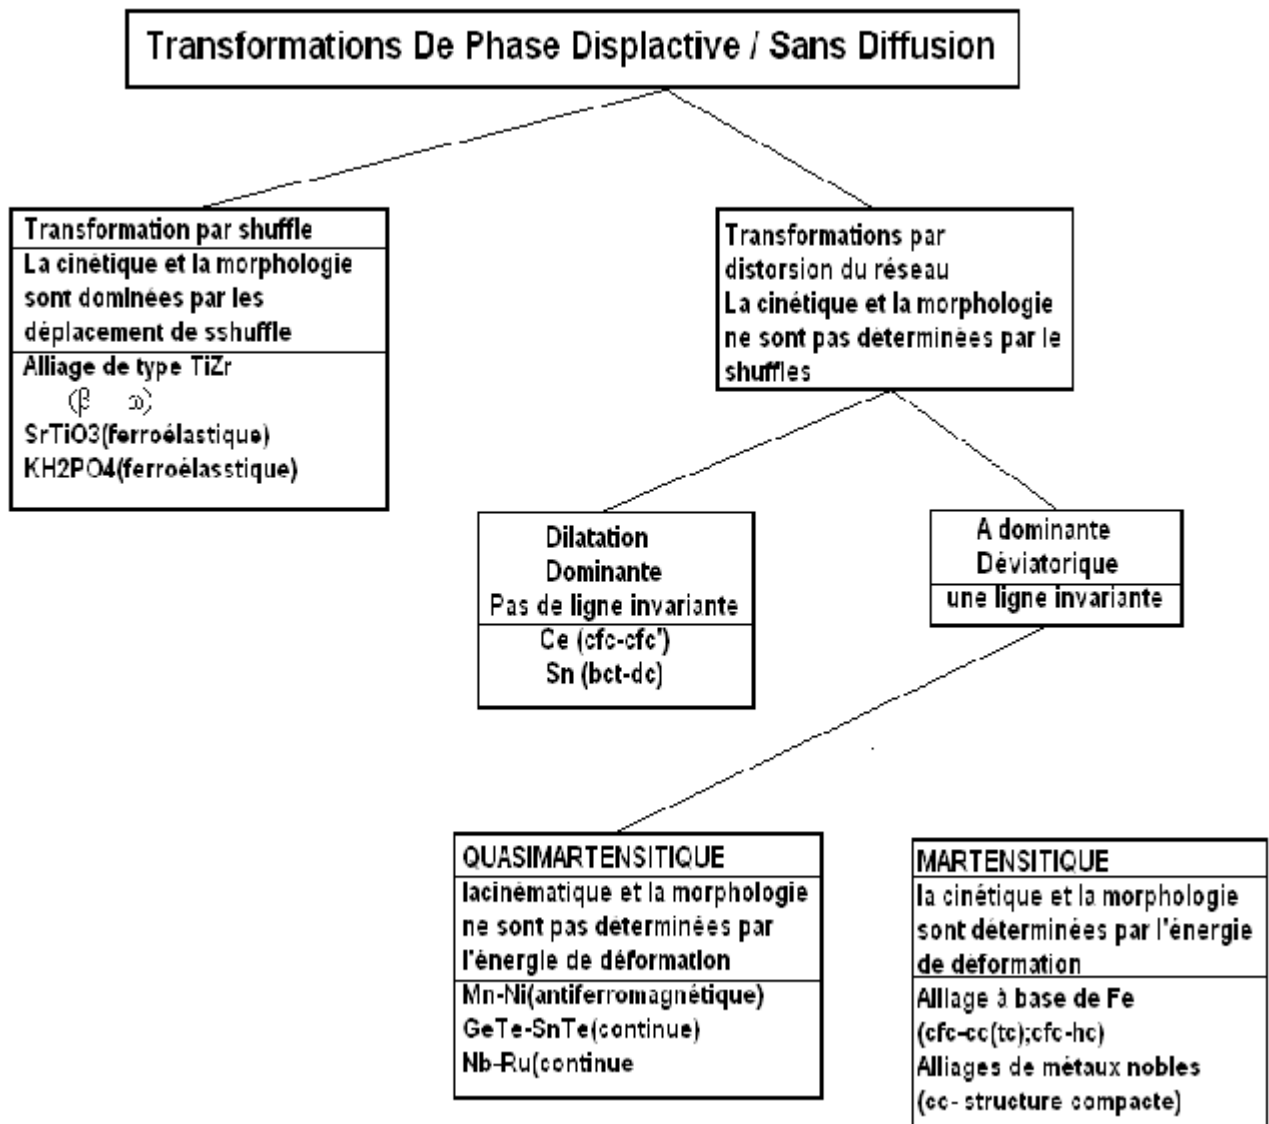 Transformations De Phase Displactive / Sans Diffusion
Transformation par shuffle
La cinétique et la morphologie
sont dominées par les
déplacement de sshuffle
Alliage de type TiZr
(β ω)
SrTiO3(ferroélastique)
KH2PO4(ferroélasstique)
Transformations par
distorsion du réseau
La cinétique et la morphologie
ne sont pas déterminées par le
shuffles
Dilatation
Dominante
Pas de ligne invariante
Ce (cfc-cfc')
Sn (bct-dc)
A dominante
Déviatorique
une ligne invariante
QUASIMARTENSITIQUE
lacinématique et la morphologie
ne sont pas déterminées par
l'énergie de déformation
Mn-Ni(antiferromagnétique)
GeTe-SnTe(continue)
Nb-Ru(continue
MARTENSITIQUE
la cinétique et la morphologie
sont déterminées par l'énergie
de déformation
Alliage à base de Fe
(cfc-cc(tc);cfc-hc)
Alliages de métaux nobles
(cc- structure compacte)